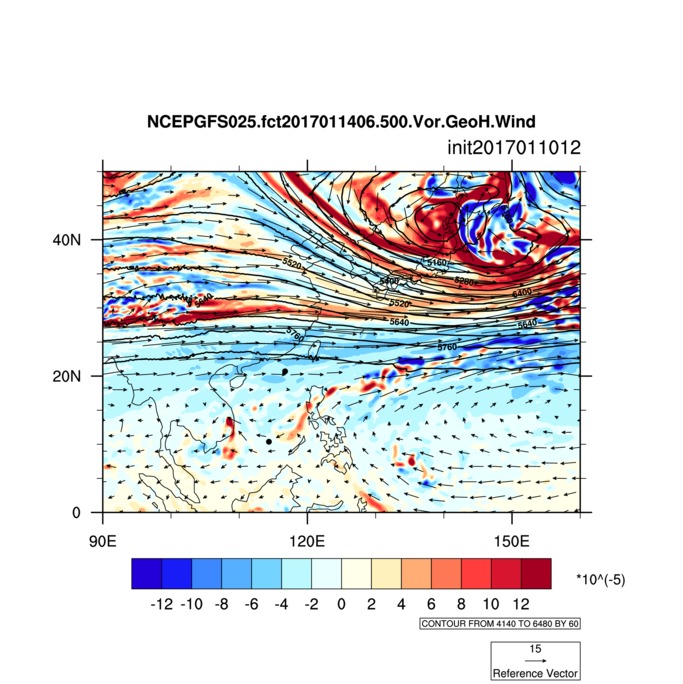 NCEPGFS025.fct2017011406.500.Vor.GeoH.Wind
init2017011012
40N
20N
0
90E 120E 150E
5160
5280
5520
5400
5400
5520
5640
5640
5640
5760
5760
-12 -10 -8 -6 -4 -2 0 2 4 6 8 10 12
*10^(-5)
CONTOUR FROM 4140 TO 6480 BY 60
15
Reference Vector